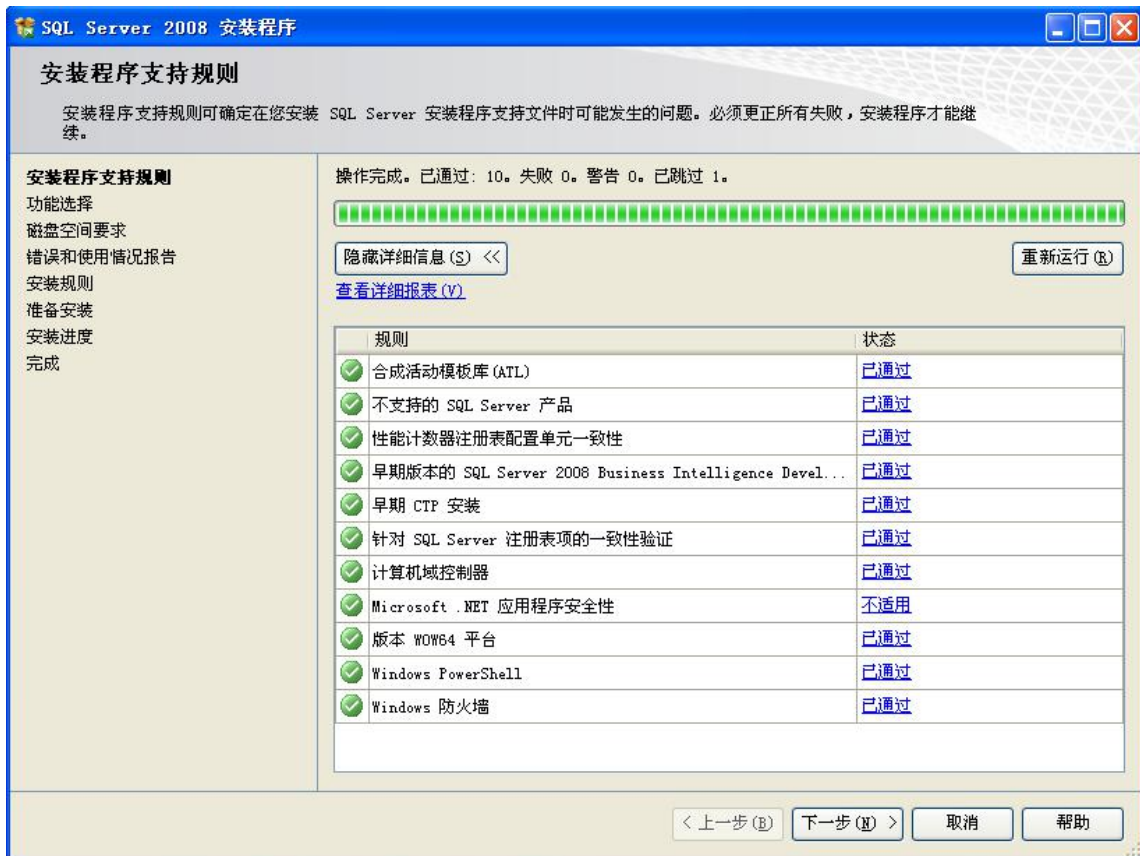 SQL Server 2008 安装程序
安装程序支持规则
安装程序支持规则可确定在您安装 SQL Server 安装程序支持文件时可能发生的问题。必须更正所有失败，安装程序才能继
续。
安装程序支持规则
功能选择
磁盘空间要求
错误和使用情况报告
安装规则
准备安装
安装进度
完成
操作完成。已通过: 10。失败 0。警告 0。已跳过 1。
隐藏详细信息(S) <<
重新运行(R)
查看详细报表(V)
规则 状态
合成活动模板库(ATL) 已通过
不支持的 SQL Server 产品 已通过
性能计数器注册表配置单元一致性 已通过
早期版本的 SQL Server 2008 Business Intelligence Devel... 已通过
早期 CTP 安装 已通过
针对 SQL Server 注册表项的一致性验证 已通过
计算机域控制器 已通过
Microsoft .NET 应用程序安全性 不适用
版本 WOW64 平台 已通过
Windows PowerShell 已通过
Windows 防火墙 已通过
< 上一步(B) 下一步(N) > 取消 帮助